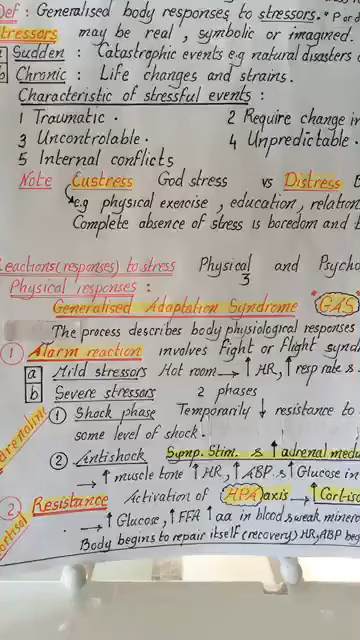 Def : Generalised body responses to stressors.
Stressors may be real, symbolic or imagined.
a Sudden : Catastrophic events e.g natural disasters
b Chronic : Life changes and strains.
Characteristic of stressful events :
1 Traumatic . 2 Require change in
3 Uncontrolable . 4 Unpredictable .
5 Internal conflicts
Note Eustress God stress vs Distress
e.g physical exercise, education, relation
Complete absence of stress is boredom and
Reactions (responses) to stress Physical and Psycho
3
Physical responses :
Generalised Adaptation Syndrome "GAS
The process describes body physiological responses
1 Alarm reaction involves Fight or Flight synd
a Mild stressors Hot room → ↑ HR, ↑ resp rate &
b Severe stressors 2 phases
1 Shock phase Temporarily ↓ resistance to
some level of shock.
Adrenalin
2 Antishock Symp. Stim. & ↑ adrenal medu
→ ↑ muscle tone ↑ HR, ↑ ABP & ↑ Glucose in
2 Resistance Activation of HPA axis → ↑ Cortiso
Cortisol
→ ↑ Glucose, ↑ FFA ↑ aa in blood & weak miner
Body begins to repair itself (recovery) HR, ABP beg